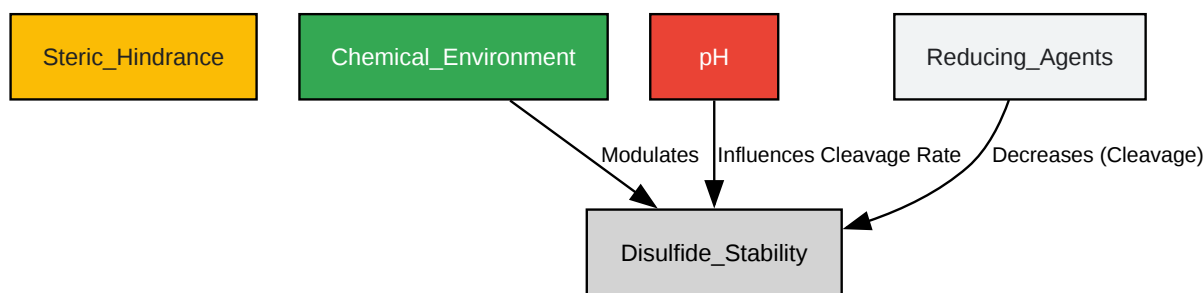 Steric_Hindrance
Chemical_Environment
pH
Reducing_Agents
Modulates
Influences Cleavage Rate
Decreases (Cleavage)
Disulfide_Stability